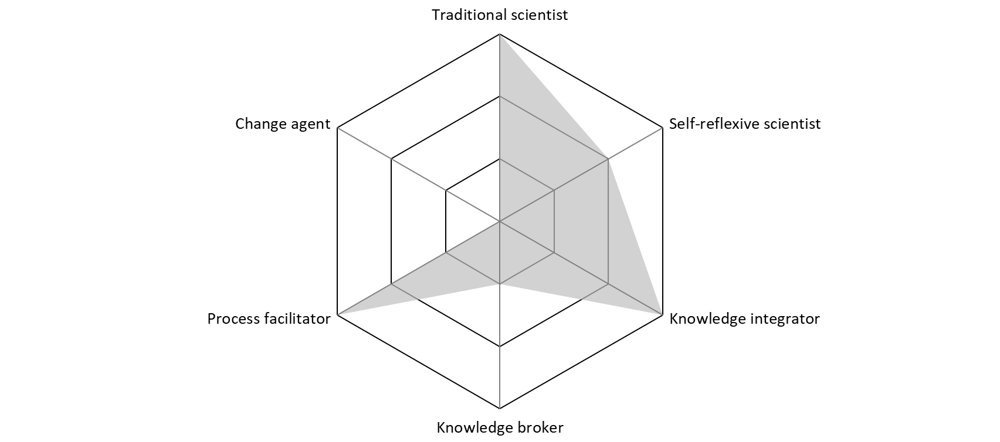 Traditional scientist
Change agent
Self-reflexive scientist
Process facilitator
Knowledge integrator
Knowledge broker